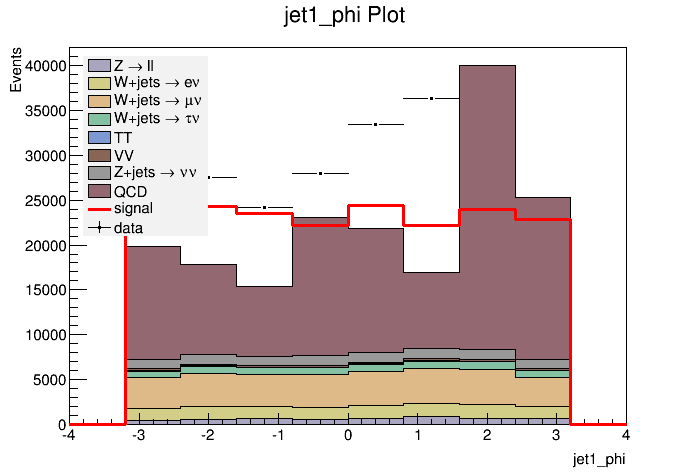 jet1_phi Plot
Events
40000
35000
30000
25000
20000
15000
10000
5000
0
Z → ll
W+jets → eν
W+jets → μν
W+jets → τν
TT
VV
Z+jets → νν
QCD
signal
data
-4 -3 -2 -1 0 1 2 3 4
jet1_phi